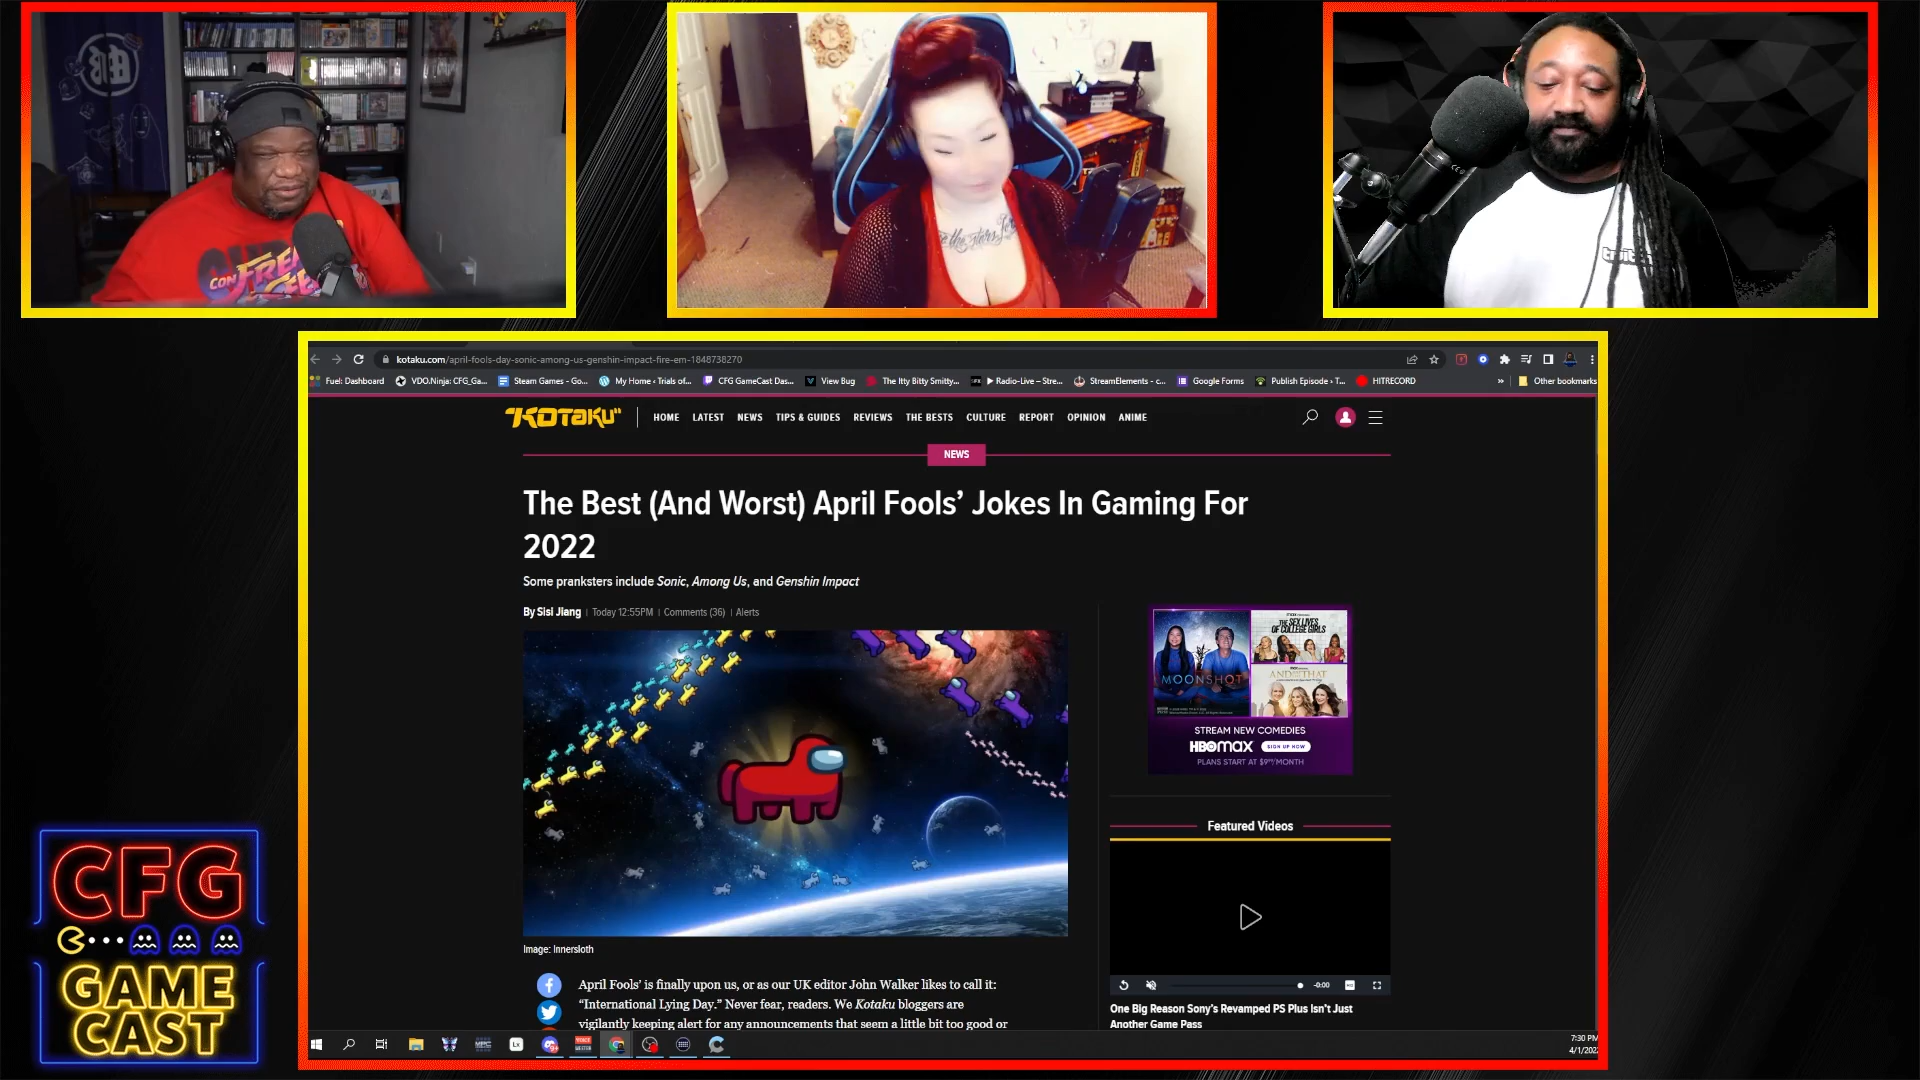 CON
FREAK
GEEK
twitch
kotaku.com/april-fools-day-sonic-among-us-genshin-impact-fire-em-1848738270
Fuel: Dashboard
VDO.Ninja: CFG_Ga...
Steam Games - Go...
My Home ‹ Trials of...
CFG GameCast Das...
View Bug
The Itty Bitty Smitty...
Radio-Live – Stre...
StreamElements - c...
Google Forms
Publish Episode • T...
HITRECORD
»
Other bookmarks
"KOTAKU"
HOME
LATEST
NEWS
TIPS & GUIDES
REVIEWS
THE BESTS
CULTURE
REPORT
OPINION
ANIME
NEWS
The Best (And Worst) April Fools’ Jokes In Gaming For
2022
Some pranksters include Sonic, Among Us, and Genshin Impact
By Sisi Jiang | Today 12:55PM | Comments (36) | Alerts
MOONSHOT
THE SEX LIVES
OF COLLEGE GIRLS
AND JUST LIKE THAT
STREAM NEW COMEDIES
HBOMAX SIGN UP NOW
PLANS START AT $9.99/MONTH
Featured Videos
-0:00
One Big Reason Sony’s Revamped PS Plus Isn’t Just
Another Game Pass
Image: Innersloth
April Fools’ is finally upon us, or as our UK editor John Walker likes to call it:
“International Lying Day.” Never fear, readers. We Kotaku bloggers are
vigilantly keeping alert for any announcements that seem a little bit too good or
7:30 PM
4/1/202
CFG
GAME
CAST